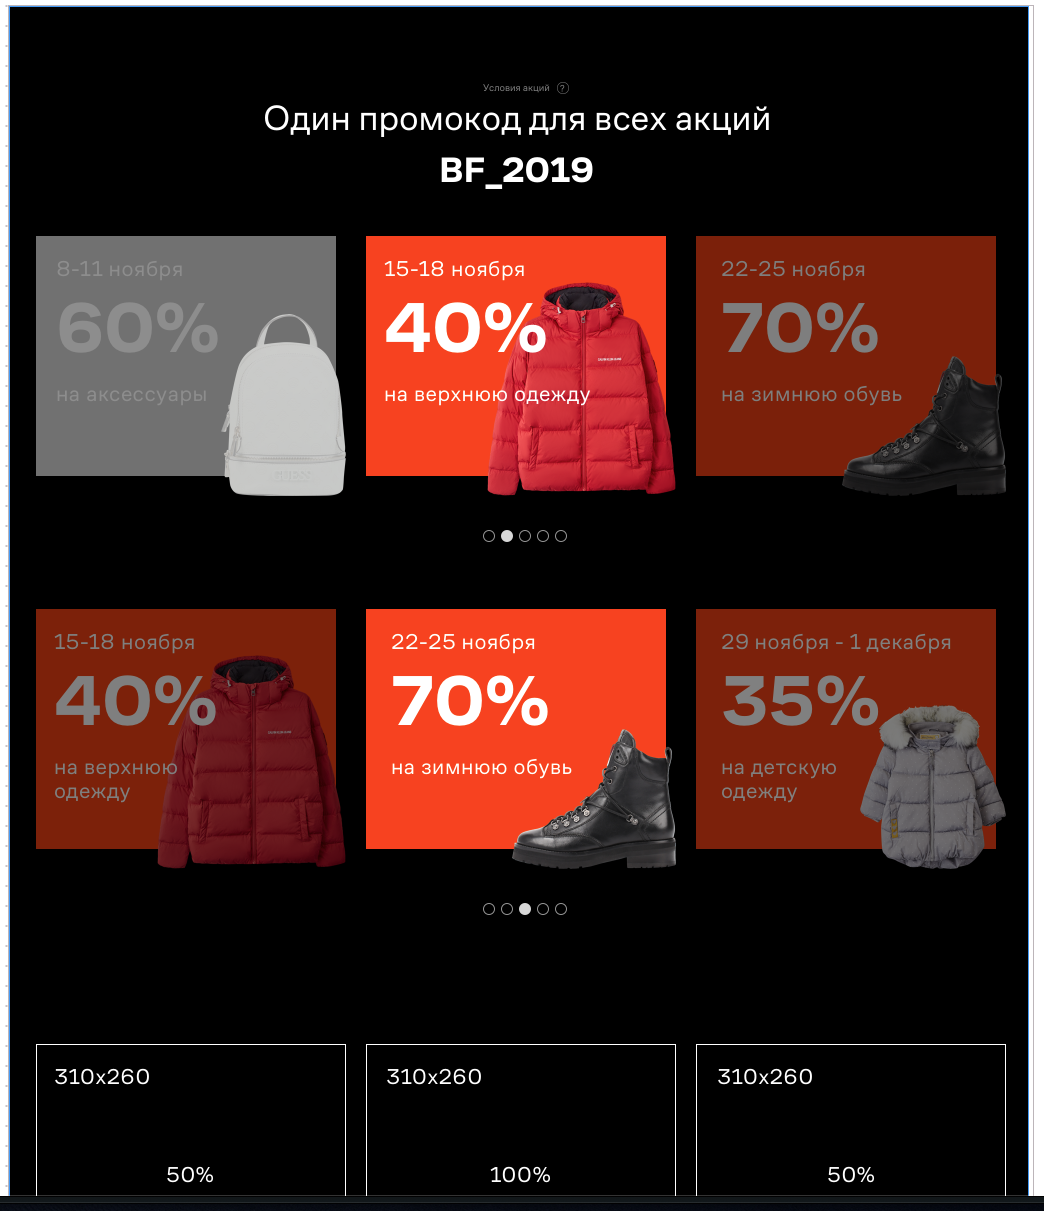 Условия акций ?
Один промокод для всех акций
BF_2019
8-11 ноября
60%
на аксессуары
15-18 ноября
40%
на верхнюю одежду
22-25 ноября
70%
на зимнюю обувь
15-18 ноября
40%
на верхнюю
одежду
22-25 ноября
70%
на зимнюю обувь
29 ноября - 1 декабря
35%
на детскую
одежду
310x260
50%
310x260
100%
310x260
50%